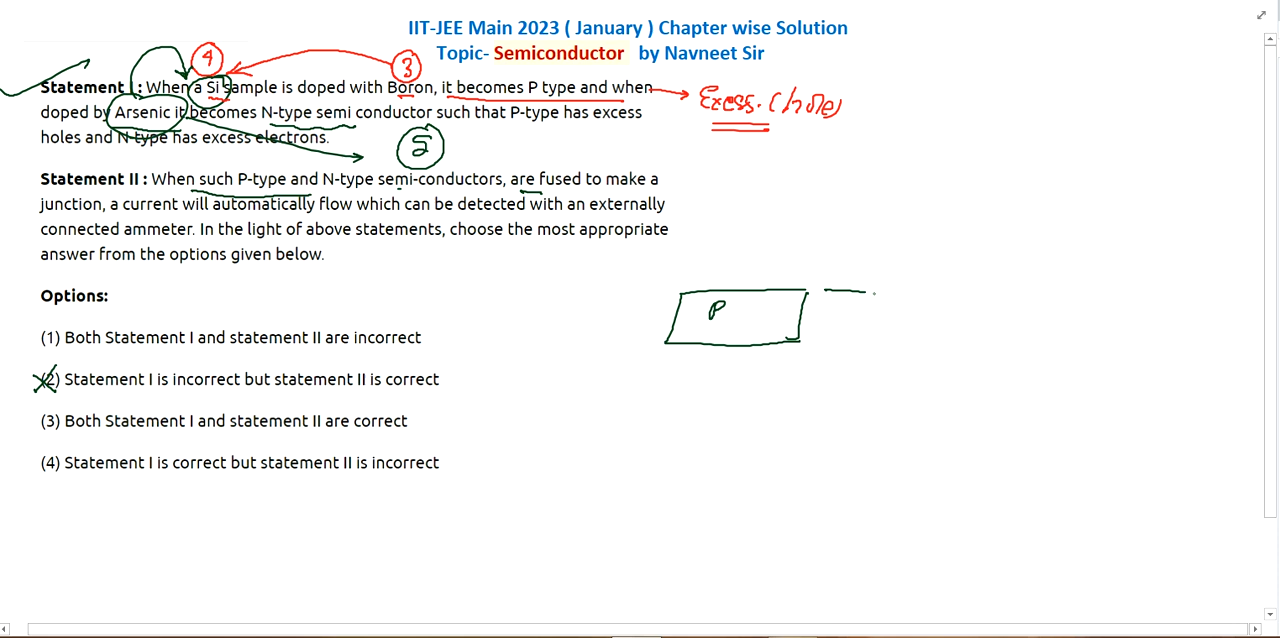 IIT-JEE Main 2023 ( January ) Chapter wise Solution
Topic- Semiconductor by Navneet Sir
4
3
Statement I : When a Si sample is doped with Boron, it becomes P type and when
Exess. (hole)
doped by Arsenic it becomes N-type semi conductor such that P-type has excess
holes and N-type has excess electrons.
5
Statement II : When such P-type and N-type semi-conductors, are fused to make a
junction, a current will automatically flow which can be detected with an externally
connected ammeter. In the light of above statements, choose the most appropriate
answer from the options given below.
Options:
P
(1) Both Statement I and statement II are incorrect
(2) Statement I is incorrect but statement II is correct
(3) Both Statement I and statement II are correct
(4) Statement I is correct but statement II is incorrect